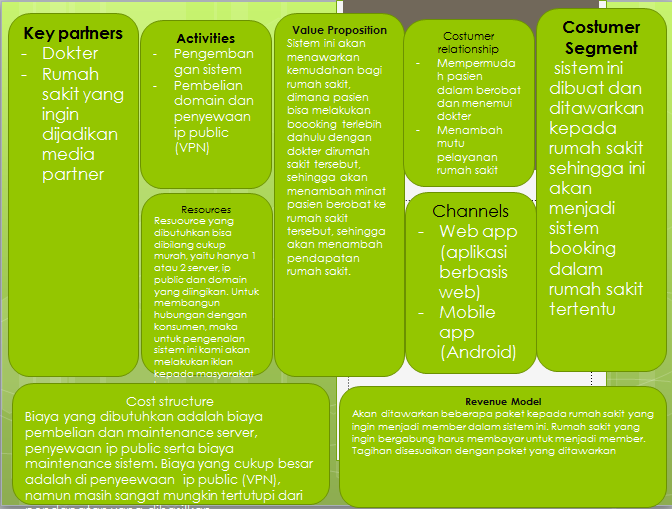 Key partners
- Dokter
- Rumah
sakit yang
ingin
dijadikan
media
partner
Activities
- Pengemban
gan sistem
- Pembelian
domain dan
penyewaan
ip public
(VPN)
Resources
Resuource yang
dibutuhkan bisa
dibilang cukup
murah, yaitu hanya 1
atau 2 server, ip
public dan domain
yang diingikan. Untuk
membangun
hubungan dengan
konsumen, maka
untuk pengenalan
sistem ini kami akan
melakukan iklan
kepada masyarakat
Value Proposition
Sistem ini akan
menawarkan
kemudahan bagi
rumah sakit,
dimana pasien
bisa melakukan
boooking terlebih
dahulu dengan
dokter dirumah
sakit tersebut,
sehingga akan
menambah minat
pasien berobat ke
rumah sakit
tersebut, sehingga
akan menambah
pendapatan
rumah sakit.
Costumer
relationship
- Mempermuda
h pasien
dalam berobat
dan menemui
dokter
- Menambah
mutu
pelayanan
rumah sakit
Channels
- Web app
(aplikasi
berbasis
web)
- Mobile
app
(Android)
Costumer
Segment
sistem ini
dibuat dan
ditawarkan
kepada
rumah sakit
sehingga ini
akan
menjadi
sistem
booking
dalam
rumah sakit
tertentu
Cost structure
Biaya yang dibutuhkan adalah biaya
pembelian dan maintenance server,
penyewaan ip public serta biaya
maintenance sistem. Biaya yang cukup besar
adalah di penyeewaan ip public (VPN),
namun masih sangat mungkin tertutupi dari
Revenue Model
Akan ditawarkan beberapa paket kepada rumah sakit yang
ingin menjadi member dalam sistem ini. Rumah sakit yang
ingin bergabung harus membayar untuk menjadi member.
Tagihan disesuaikan dengan paket yang ditawarkan